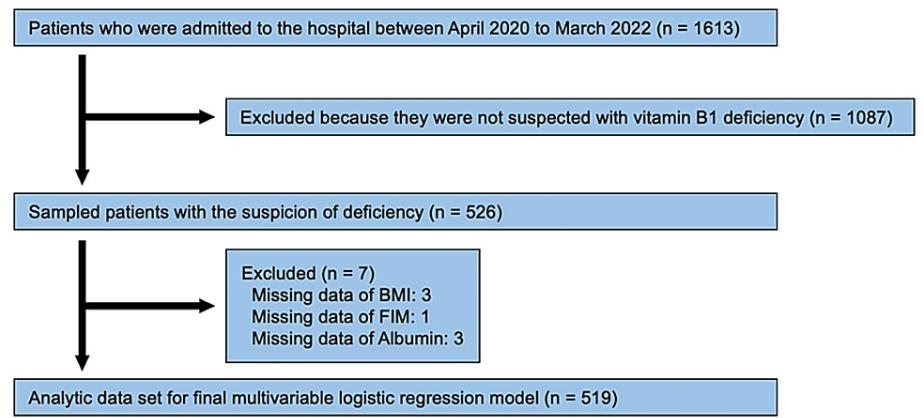 Patients who were admitted to the hospital between April 2020 to March 2022 (n = 1613)
Excluded because they were not suspected with vitamin B1 deficiency (n = 1087)
Sampled patients with the suspicion of deficiency (n = 526)
Excluded (n = 7)
Missing data of BMI: 3
Missing data of FIM: 1
Missing data of Albumin: 3
Analytic data set for final multivariable logistic regression model (n = 519)